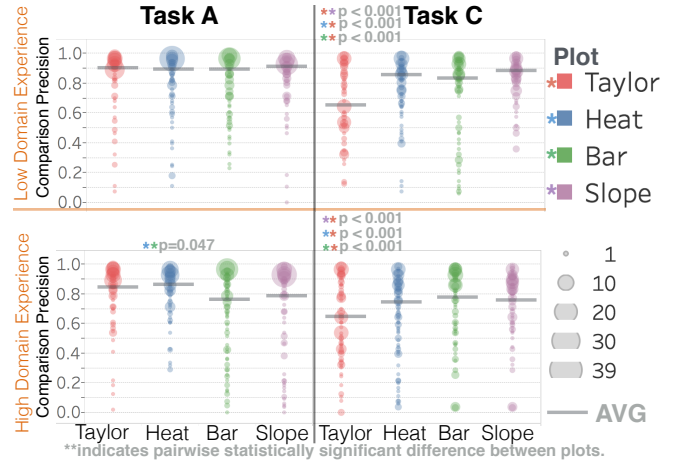 Task A
Task C
**p < 0.001
**p < 0.001
**p < 0.001
Low Domain Experience
Comparison Precision
1.0
0.8
0.6
0.4
0.2
0.0
Plot
*Taylor
*Heat
*Bar
*Slope
**p=0.047
**p < 0.001
**p < 0.001
**p < 0.001
High Domain Experience
Comparison Precision
1.0
0.8
0.6
0.4
0.2
0.0
1
10
20
30
39
AVG
Taylor Heat Bar Slope Taylor Heat Bar Slope
**indicates pairwise statistically significant difference between plots.